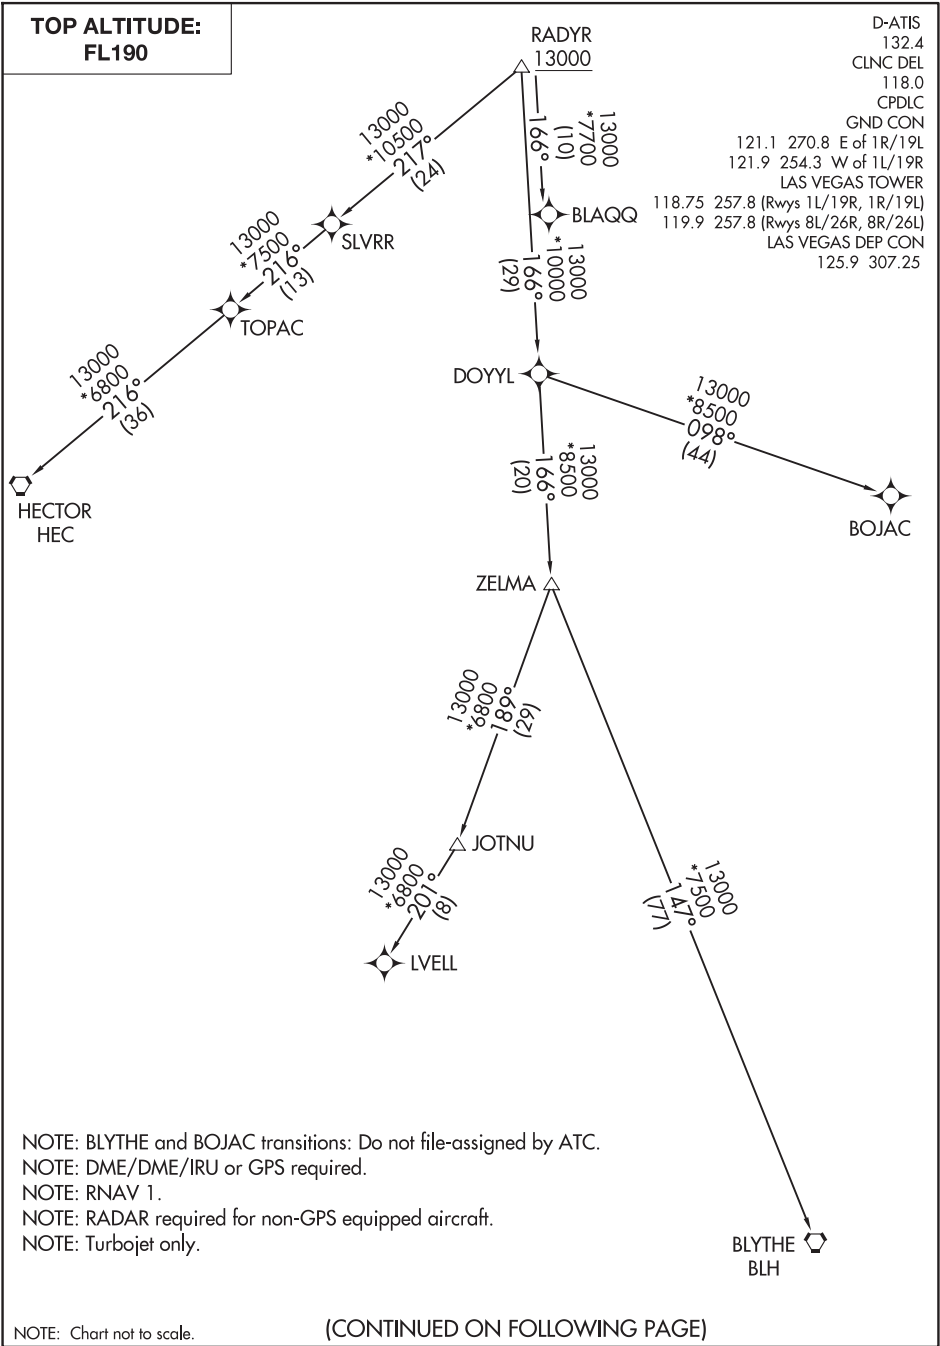 TOP ALTITUDE:
FL190
D-ATIS
132.4
CLNC DEL
118.0
CPDLC
GND CON
121.1 270.8 E of 1R/19L
121.9 254.3 W of 1L/19R
LAS VEGAS TOWER
118.75 257.8 (Rwys 1L/19R, 1R/19L)
119.9 257.8 (Rwys 8L/26R, 8R/26L)
LAS VEGAS DEP CON
125.9 307.25
RADYR
13000
13000
*10500
217°
(24)
13000
*7700
166°
(10)
BLAQQ
SLVRR
13000
*7500
216°
(13)
13000
*10000
166°
(29)
TOPAC
13000
*6800
216°
(36)
DOYYL
13000
*8500
098°
(44)
HECTOR
HEC
13000
*8500
166°
(20)
BOJAC
ZELMA
13000
*6800
189°
(29)
JOTNU
13000
*6800
201°
(8)
13000
*7500
147°
(77)
LVELL
NOTE: BLYTHE and BOJAC transitions: Do not file-assigned by ATC.
NOTE: DME/DME/IRU or GPS required.
NOTE: RNAV 1.
NOTE: RADAR required for non-GPS equipped aircraft.
NOTE: Turbojet only.
BLYTHE
BLH
NOTE: Chart not to scale.
(CONTINUED ON FOLLOWING PAGE)